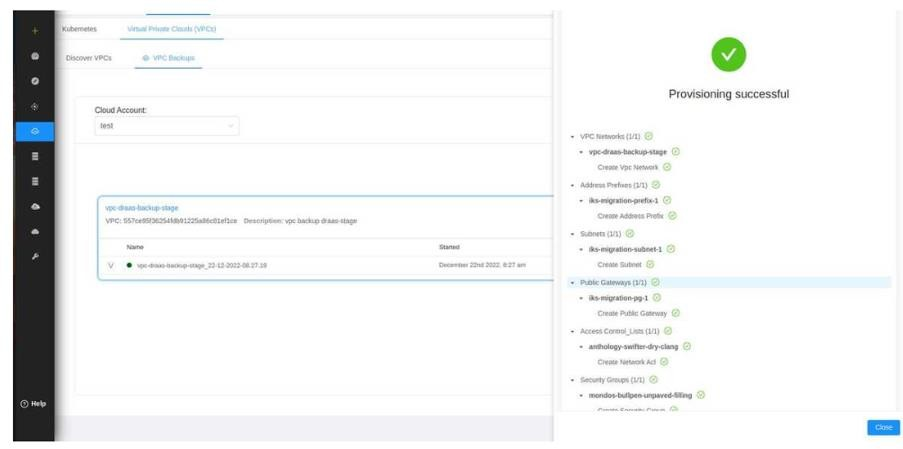 Kubernetes
Virtual Private Clouds (VPCs)
Discover VPCs
VPC Backups
Cloud Account:
test
vpc-draas-backup-stage
VPC: 557ce95f36254fdb91225a86c01ef1ce Description: vpc backup draas-stage
Name Started
vpc-draas-backup-stage_22-12-2022-08.27.19 December 22nd 2022, 8:27 am
Help
Provisioning successful
VPC Networks (1/1)
vpc-draas-backup-stage
Create Vpc Network
Address Prefixes (1/1)
iks-migration-prefix-1
Create Address Prefix
Subnets (1/1)
iks-migration-subnet-1
Create Subnet
Public Gateways (1/1)
iks-migration-pg-1
Create Public Gateway
Access Control_Lists (1/1)
anthology-swifter-dry-clang
Create Network Acl
Security Groups (1/1)
mondos-bullpen-unpaved-filling
Create Security Group
Close